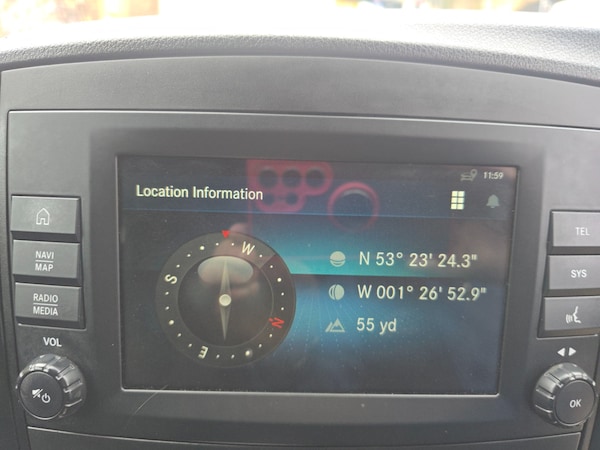 11:59
Location Information
W
S
N
E
N 53° 23' 24.3"
W 001° 26' 52.9"
55 yd
NAVI
MAP
RADIO
MEDIA
VOL
TEL
SYS
OK